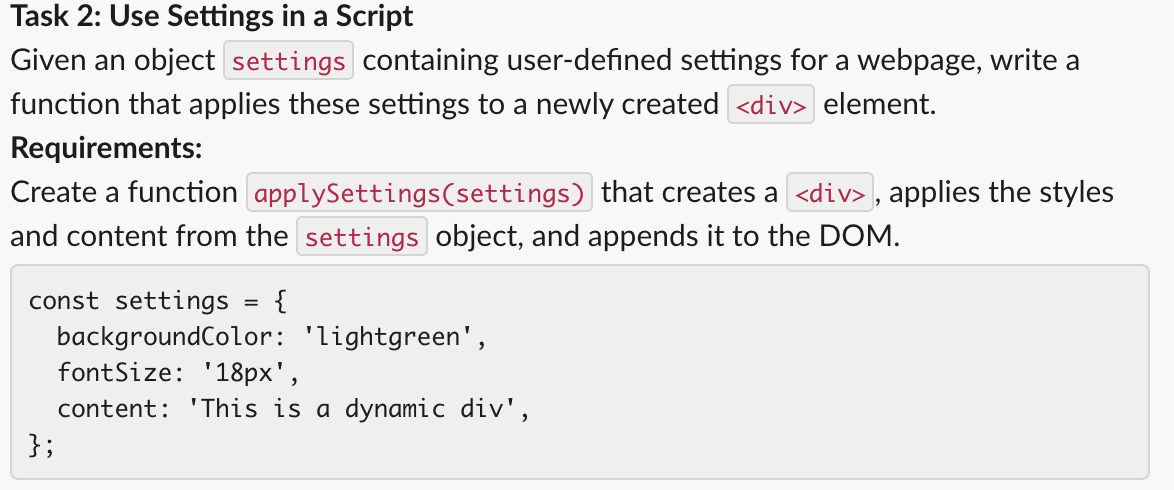 Task 2: Use Settings in a Script
Given an object settings containing user-defined settings for a webpage, write a
function that applies these settings to a newly created <div> element.
Requirements:
Create a function applySettings(settings) that creates a <div>, applies the styles
and content from the settings object, and appends it to the DOM.
const settings = {
  backgroundColor: 'lightgreen',
  fontSize: '18px',
  content: 'This is a dynamic div',
};